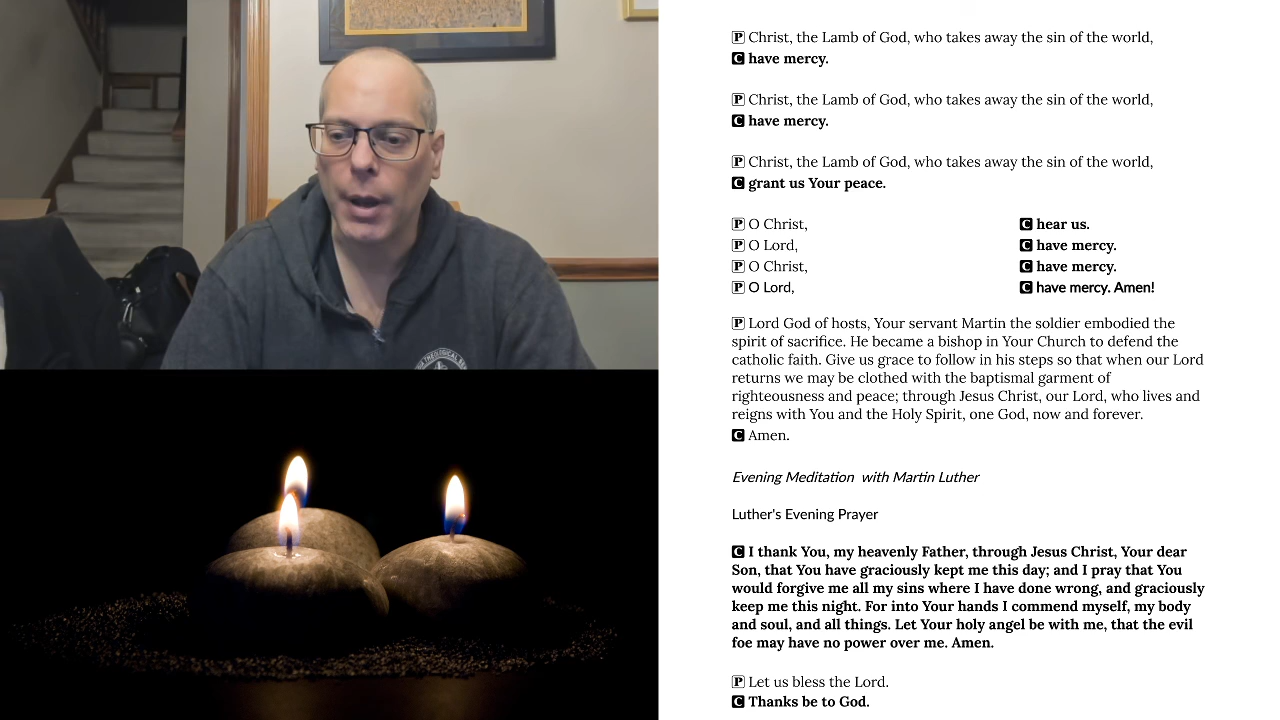 P Christ, the Lamb of God, who takes away the sin of the world,
C have mercy.
P Christ, the Lamb of God, who takes away the sin of the world,
C have mercy.
P Christ, the Lamb of God, who takes away the sin of the world,
C grant us Your peace.
P O Christ, C hear us.
P O Lord, C have mercy.
P O Christ, C have mercy.
P O Lord, C have mercy. Amen!
P Lord God of hosts, Your servant Martin the soldier embodied the
spirit of sacrifice. He became a bishop in Your Church to defend the
catholic faith. Give us grace to follow in his steps so that when our Lord
returns we may be clothed with the baptismal garment of
righteousness and peace; through Jesus Christ, our Lord, who lives and
reigns with You and the Holy Spirit, one God, now and forever.
C Amen.
Evening Meditation with Martin Luther
Luther's Evening Prayer
C I thank You, my heavenly Father, through Jesus Christ, Your dear
Son, that You have graciously kept me this day; and I pray that You
would forgive me all my sins where I have done wrong, and graciously
keep me this night. For into Your hands I commend myself, my body
and soul, and all things. Let Your holy angel be with me, that the evil
foe may have no power over me. Amen.
P Let us bless the Lord.
C Thanks be to God.